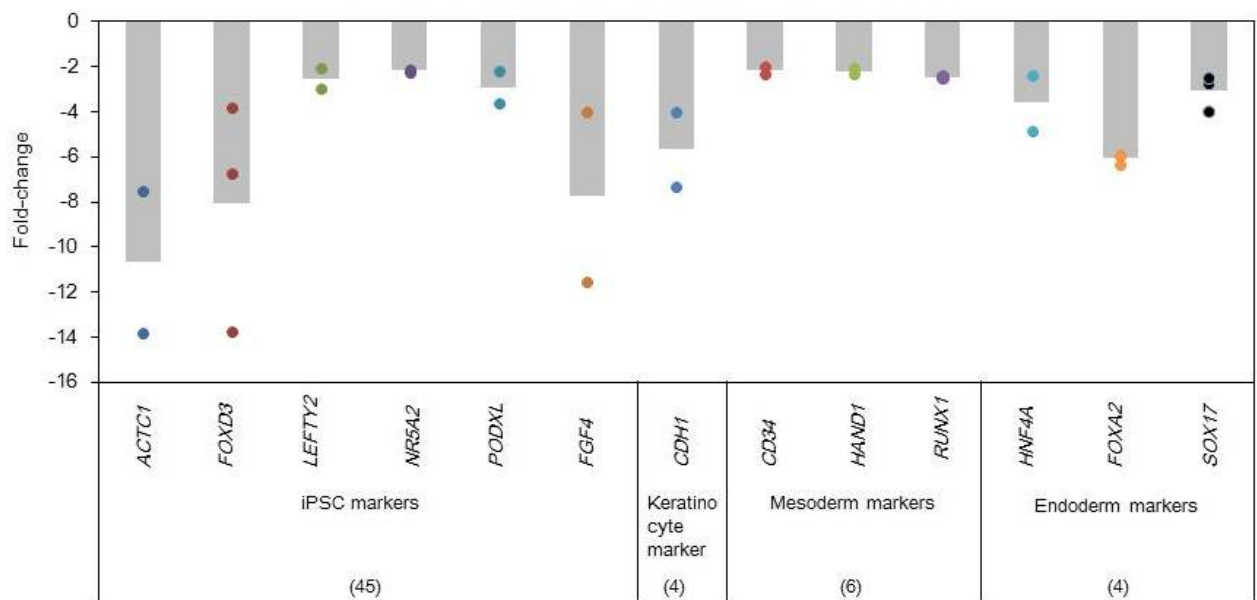 0
-2
-4
-6
-8
-10
-12
-14
-16
Fold-change
ACTC1
FOXD3
LEFTY2
NR5A2
PODXL
FGF4
CDH1
CD34
HAND1
RUNX1
HNF4A
FOXA2
SOX17
iPSC markers
Keratino
cyte
marker
Mesoderm markers
Endoderm markers
(45)
(4)
(6)
(4)